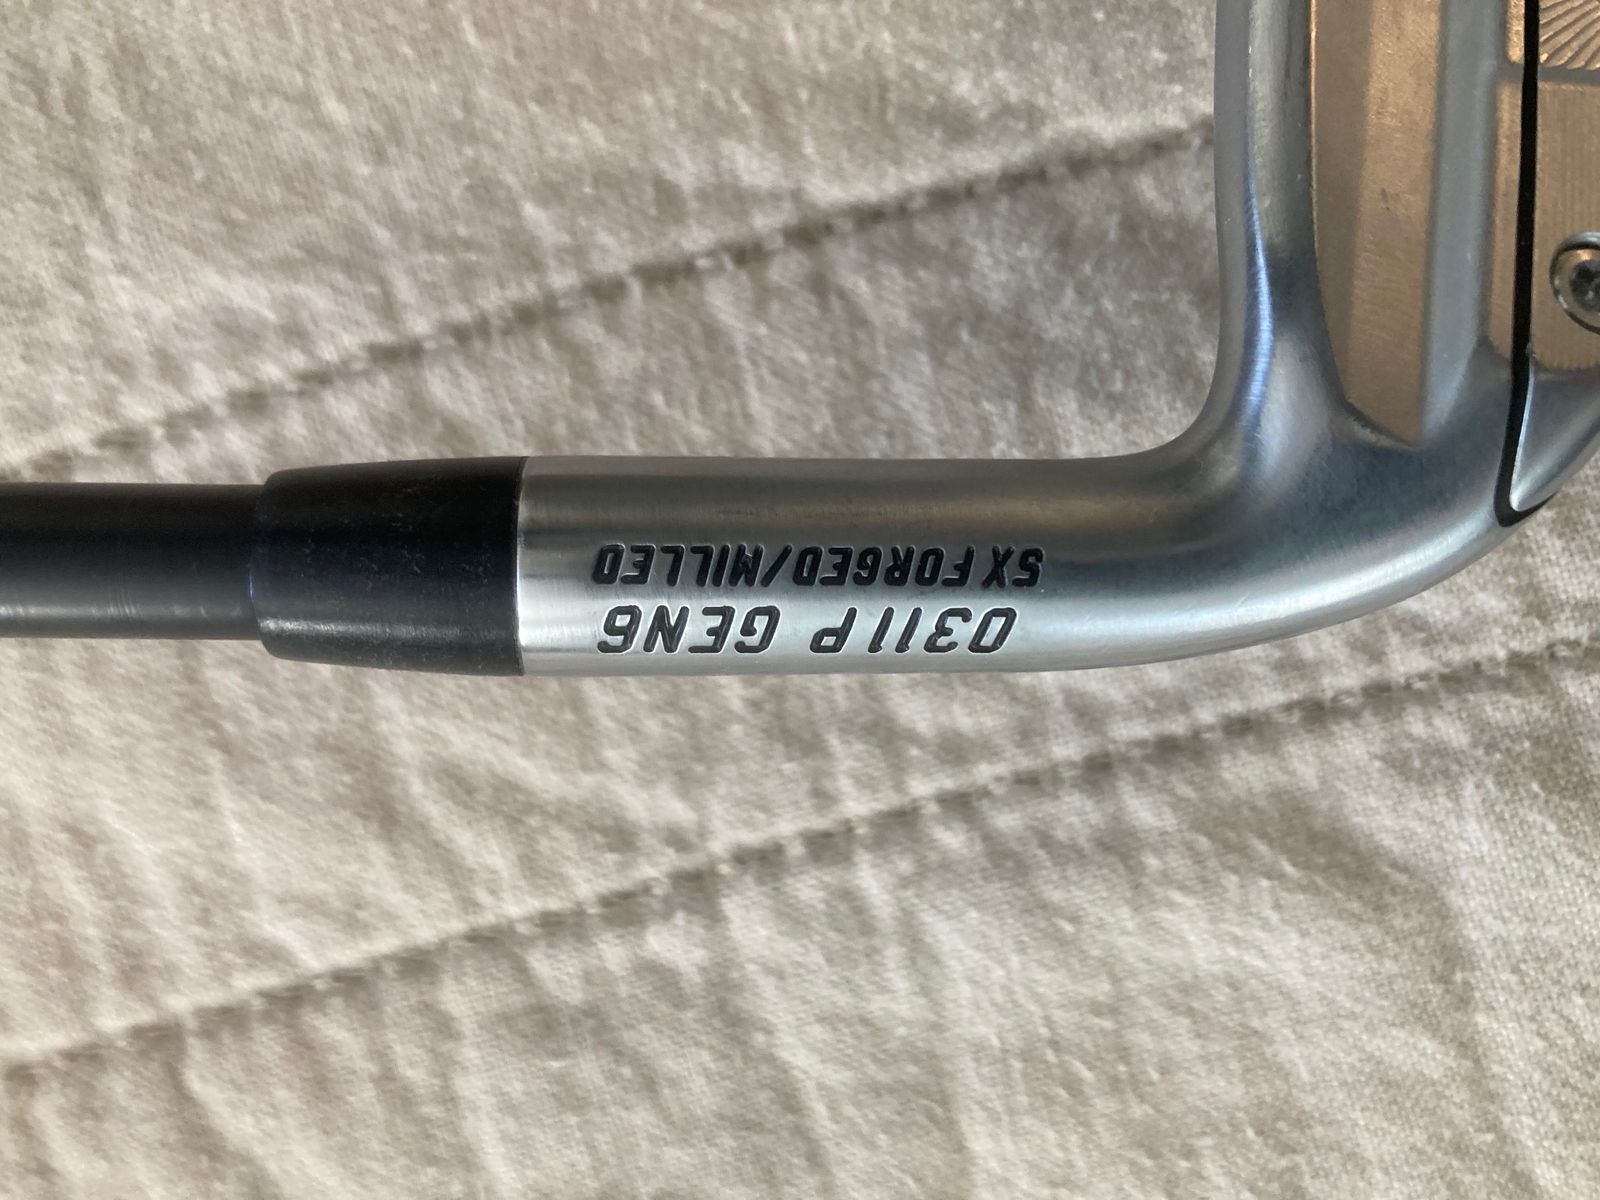 0311P GEN6
5X FORGED/MILLED